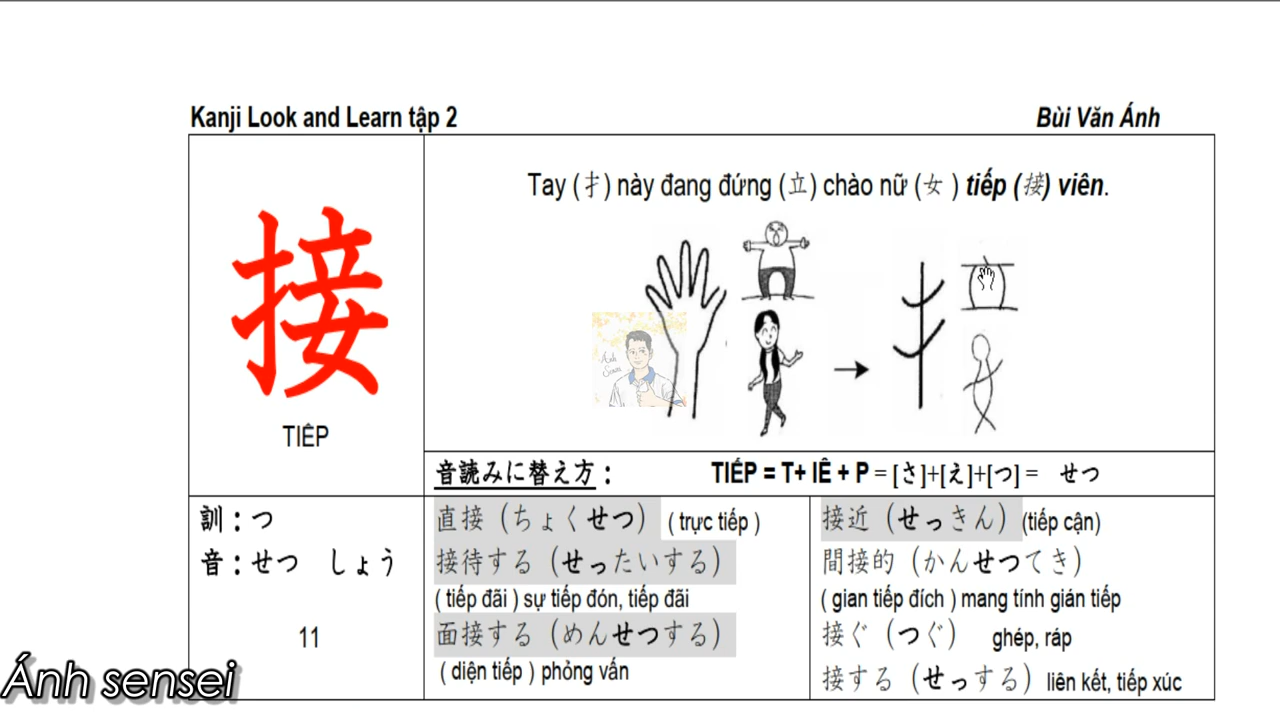 Kanji Look and Learn tập 2
Bùi Văn Ánh
接
TIẾP
Tay (扌) này đang đứng (立) chào nữ (女 ) tiếp (接) viên.
Ánh
Sensei
音読みに替え方：
TIẾP = T+ IÊ + P = [さ]+[え]+[つ] = せつ
訓：つ
音：せつ しょう
11
直接（ちょくせつ） ( trực tiếp )
接待する（せったいする）
( tiếp đãi ) sự tiếp đón, tiếp đãi
面接する（めんせつする）
( diện tiếp ) phỏng vấn
接近（せっきん）(tiếp cận)
間接的（かんせつてき）
( gian tiếp đích ) mang tính gián tiếp
接ぐ（つぐ） ghép, ráp
接する（せっする）liên kết, tiếp xúc
Ánh sensei